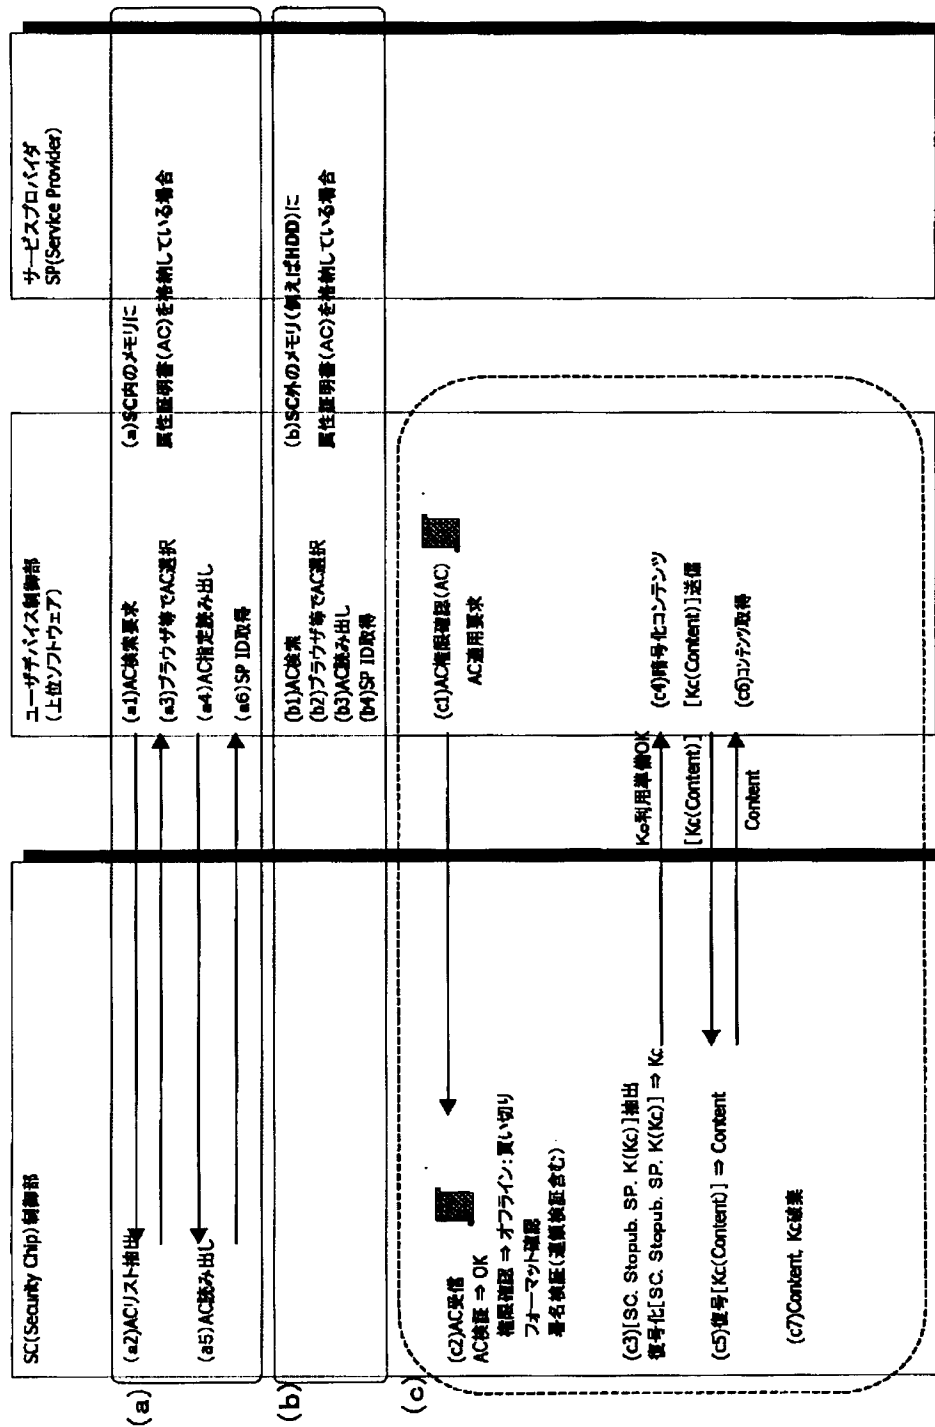 SC(Security Chip)制御部
ユーザデバイス制御部
(上位ソフトウェア)
サービスプロバイダ
SP(Service Provider)
(a)
(a2)ACリスト抽出
(a5)AC読み出し
(a1)AC検索要求
(a3)ブラウザ等でAC選択
(a4)AC指定読み出し
(a6)SP ID取得
(a)SC内のメモリに
属性証明書(AC)を格納している場合
(b)
(b1)AC検索
(b2)ブラウザ等でAC選択
(b3)AC読み出し
(b4)SP ID取得
(b)SC外のメモリ(例えばHDD)に
属性証明書(AC)を格納している場合
(c)
(c1)AC権限確認(AC)
AC適用要求
(c2)AC受信
AC検証 ⇒ OK
権限確認 ⇒ オフライン:買い切り
フォーマット確認
署名検証(連鎖検証含む)
(c3)[SC. Stopub. SP. K(Kc)]抽出
復号化[SC. Stopub. SP. K(Kc)] ⇒ Kc
Kc利用準備OK
(c4)暗号化コンテンツ
[Kc(Content)]送信
[Kc(Content)]
(c5)復号[Kc(Content)] ⇒ Content
Content
(c6)コンテンツ取得
(c7)Content, Kc破棄